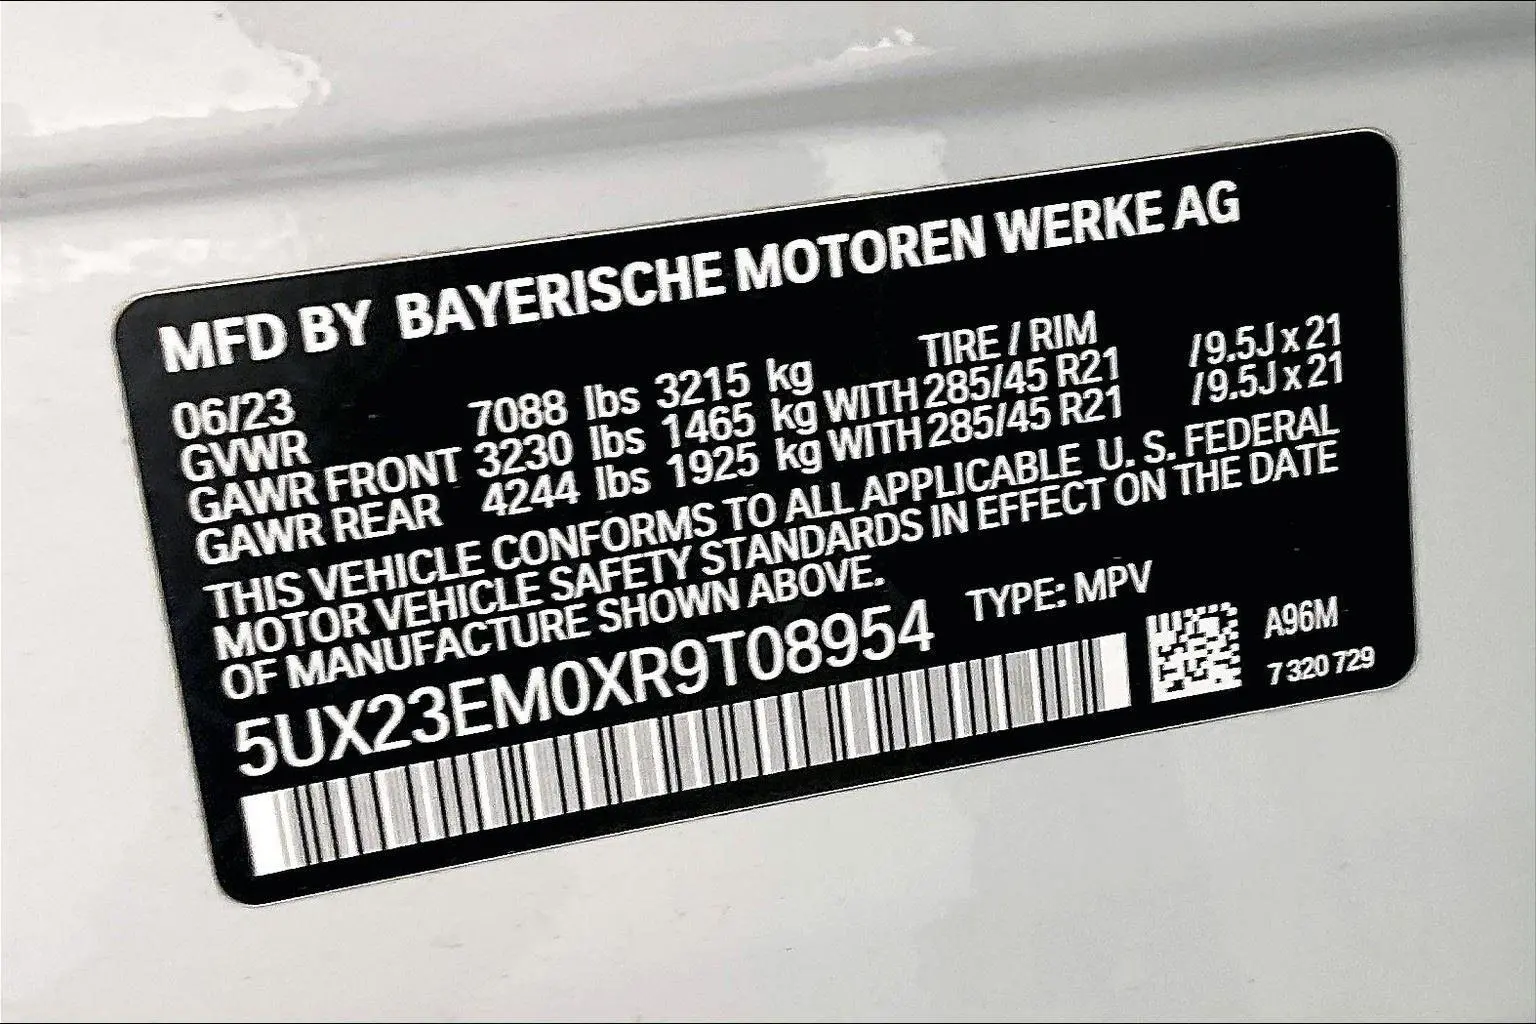 MFD BY BAYERISCHE MOTOREN WERKE AG
06/23 TIRE / RIM
GVWR 7088 lbs 3215 kg
GAWR FRONT 3230 lbs 1465 kg WITH 285/45 R21 /9.5J x 21
GAWR REAR 4244 lbs 1925 kg WITH 285/45 R21 /9.5J x 21
THIS VEHICLE CONFORMS TO ALL APPLICABLE U. S. FEDERAL
MOTOR VEHICLE SAFETY STANDARDS IN EFFECT ON THE DATE
OF MANUFACTURE SHOWN ABOVE.
5UX23EM0XR9T08954 TYPE: MPV
A96M
7 320 729